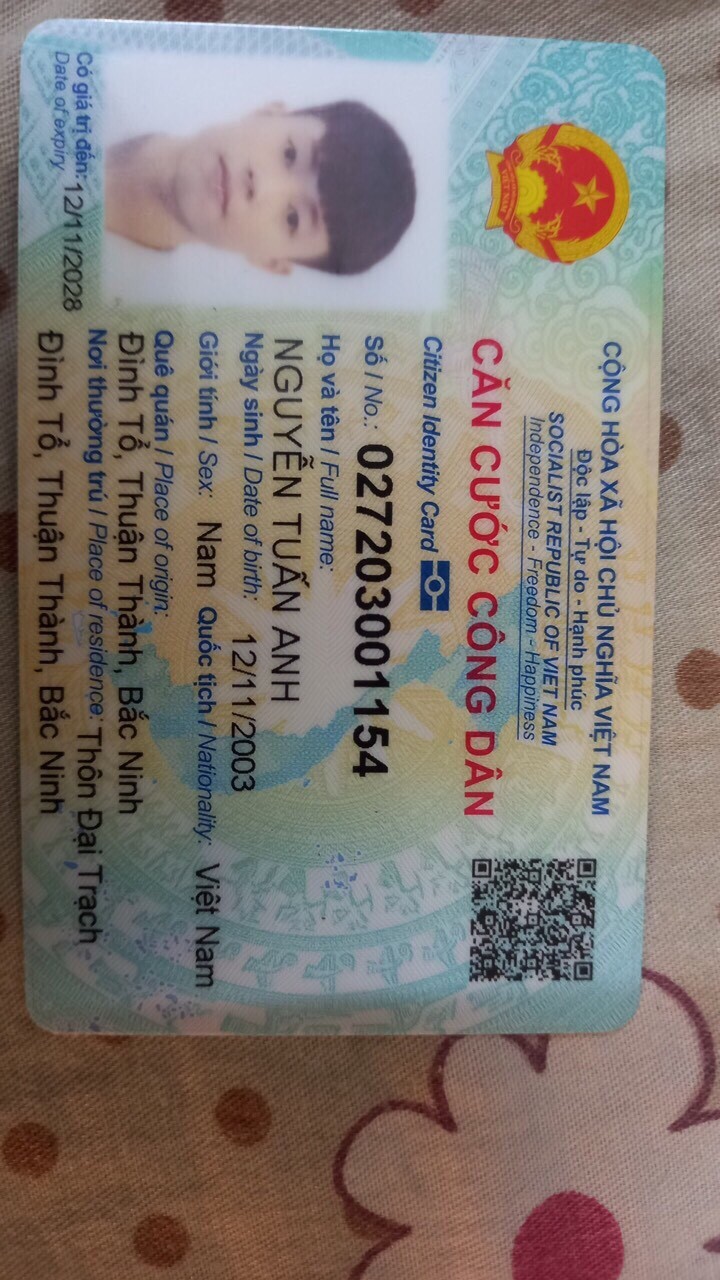 CỘNG HÒA XÃ HỘI CHỦ NGHĨA VIỆT NAM
Độc lập - Tự do - Hạnh phúc
SOCIALIST REPUBLIC OF VIET NAM
Independence - Freedom - Happiness
CĂN CƯỚC CÔNG DÂN
Citizen Identity Card
Số / No.: 027203001154
Họ và tên / Full name:
NGUYỄN TUẤN ANH
Ngày sinh / Date of birth: 12/11/2003
Giới tính / Sex: Nam Quốc tịch / Nationality: Việt Nam
Quê quán / Place of origin:
Đình Tổ, Thuận Thành, Bắc Ninh
Nơi thường trú / Place of residence: Thôn Đại Trạch
Đình Tổ, Thuận Thành, Bắc Ninh
Có giá trị đến: 12/11/2028
Date of expiry